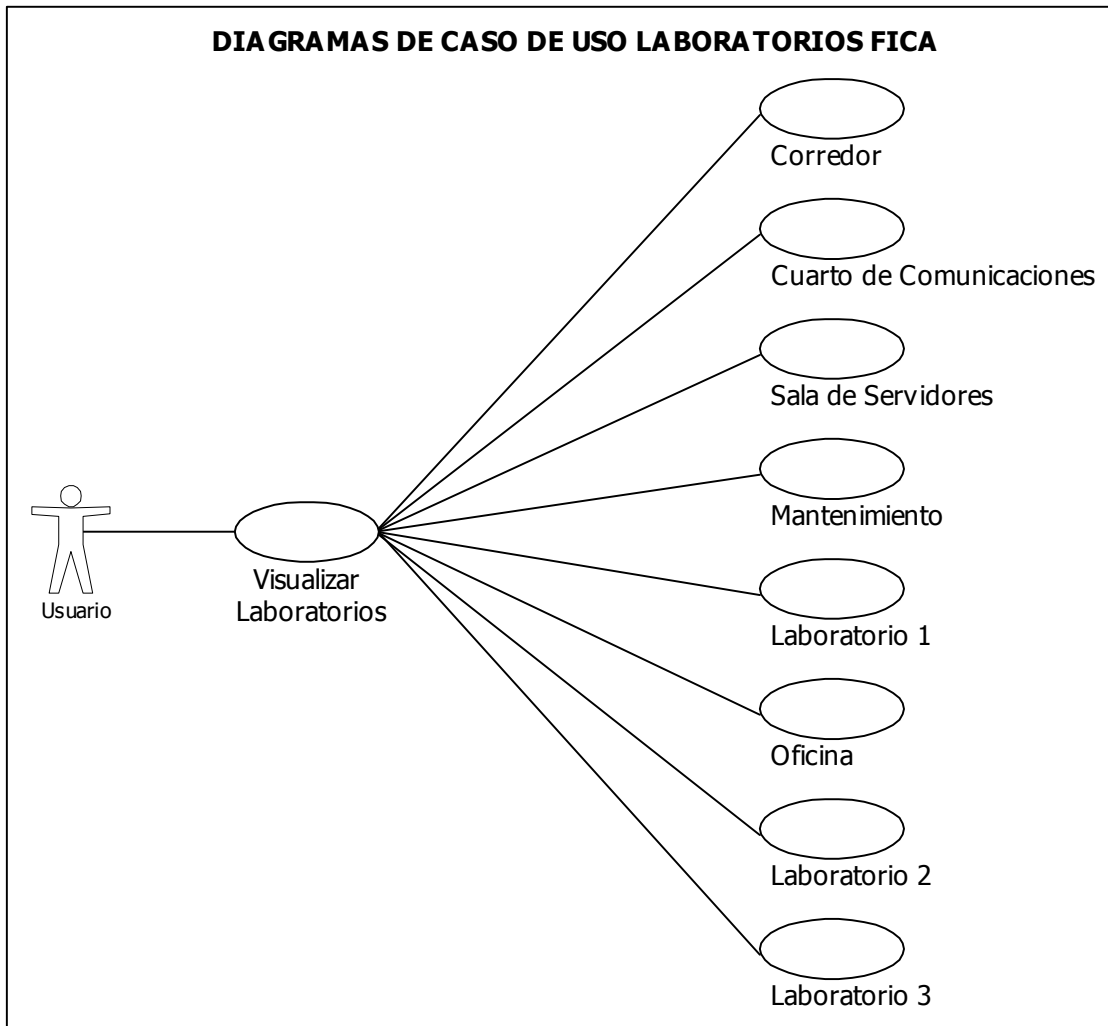 DIAGRAMAS DE CASO DE USO LABORATORIOS FICA
Corredor
Cuarto de Comunicaciones
Sala de Servidores
Mantenimiento
Usuario
Visualizar
Laboratorios
Laboratorio 1
Oficina
Laboratorio 2
Laboratorio 3